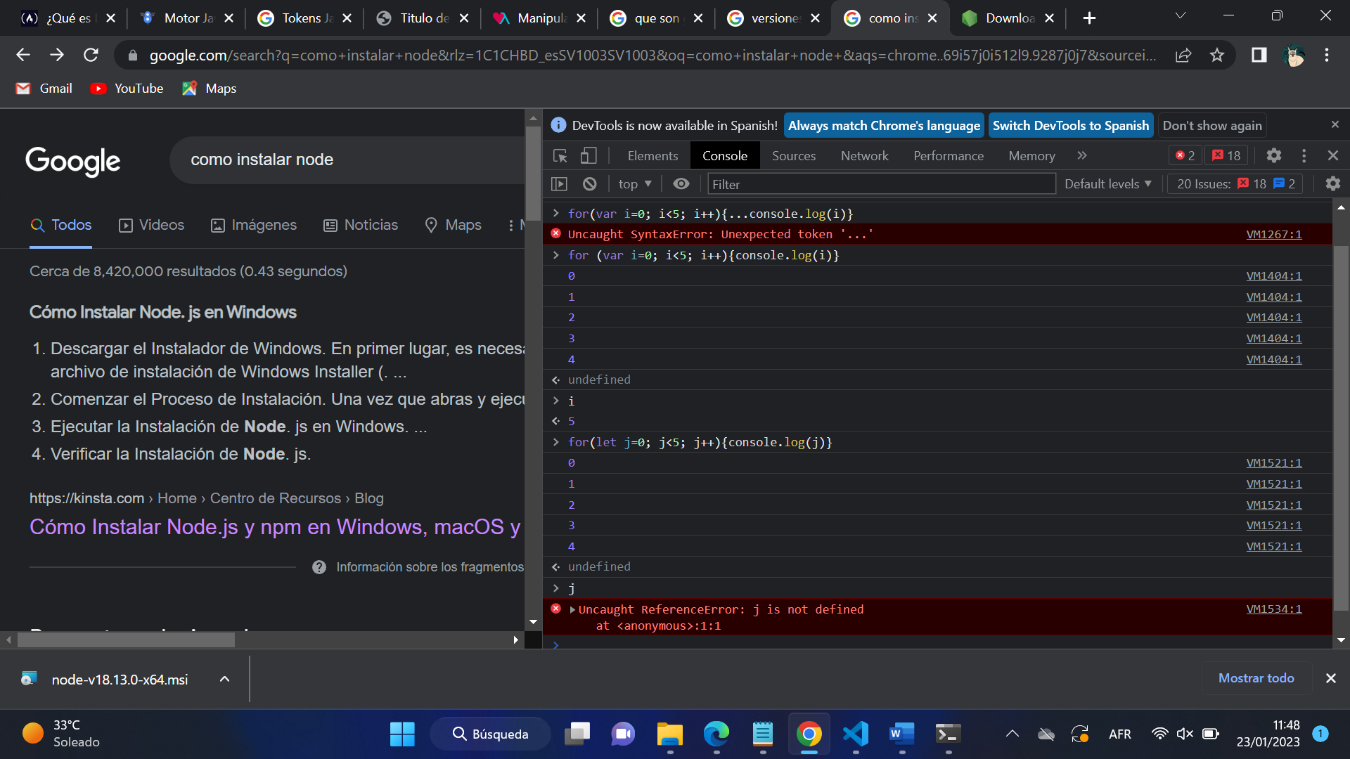 ¿Qué es
Motor Ja
Tokens Ja
Titulo de
Manipula
que son
versione
como ins
Downloa
google.com/search?q=como+instalar+node&rlz=1C1CHBD_esSV1003SV1003&oq=como+instalar+node+&aqs=chrome..69i57j0i512l9.9287j0j7&sourcei...
Gmail
YouTube
Maps
DevTools is now available in Spanish!
Always match Chrome's language
Switch DevTools to Spanish
Don't show again
Google
como instalar node
Elements
Console
Sources
Network
Performance
Memory
2
18
top
Filter
Default levels
20 Issues:
18
2
Todos
Videos
Imágenes
Noticias
Maps
Cerca de 8,420,000 resultados (0.43 segundos)
Cómo Instalar Node. js en Windows
1. Descargar el Instalador de Windows. En primer lugar, es necesa
archivo de instalación de Windows Installer (. ...
2. Comenzar el Proceso de Instalación. Una vez que abras y ejecu
3. Ejecutar la Instalación de Node. js en Windows. ...
4. Verificar la Instalación de Node. js.
https://kinsta.com › Home › Centro de Recursos › Blog
Cómo Instalar Node.js y npm en Windows, macOS y
Información sobre los fragmentos
for(var i=0; i<5; i++){...console.log(i)}
Uncaught SyntaxError: Unexpected token '...' VM1267:1
for (var i=0; i<5; i++){console.log(i)}
0 VM1404:1
1 VM1404:1
2 VM1404:1
3 VM1404:1
4 VM1404:1
undefined
i
5
for(let j=0; j<5; j++){console.log(j)}
0 VM1521:1
1 VM1521:1
2 VM1521:1
3 VM1521:1
4 VM1521:1
undefined
j
Uncaught ReferenceError: j is not defined VM1534:1
at <anonymous>:1:1
node-v18.13.0-x64.msi
Mostrar todo
33°C
Soleado
Búsqueda
AFR
11:48
23/01/2023
1